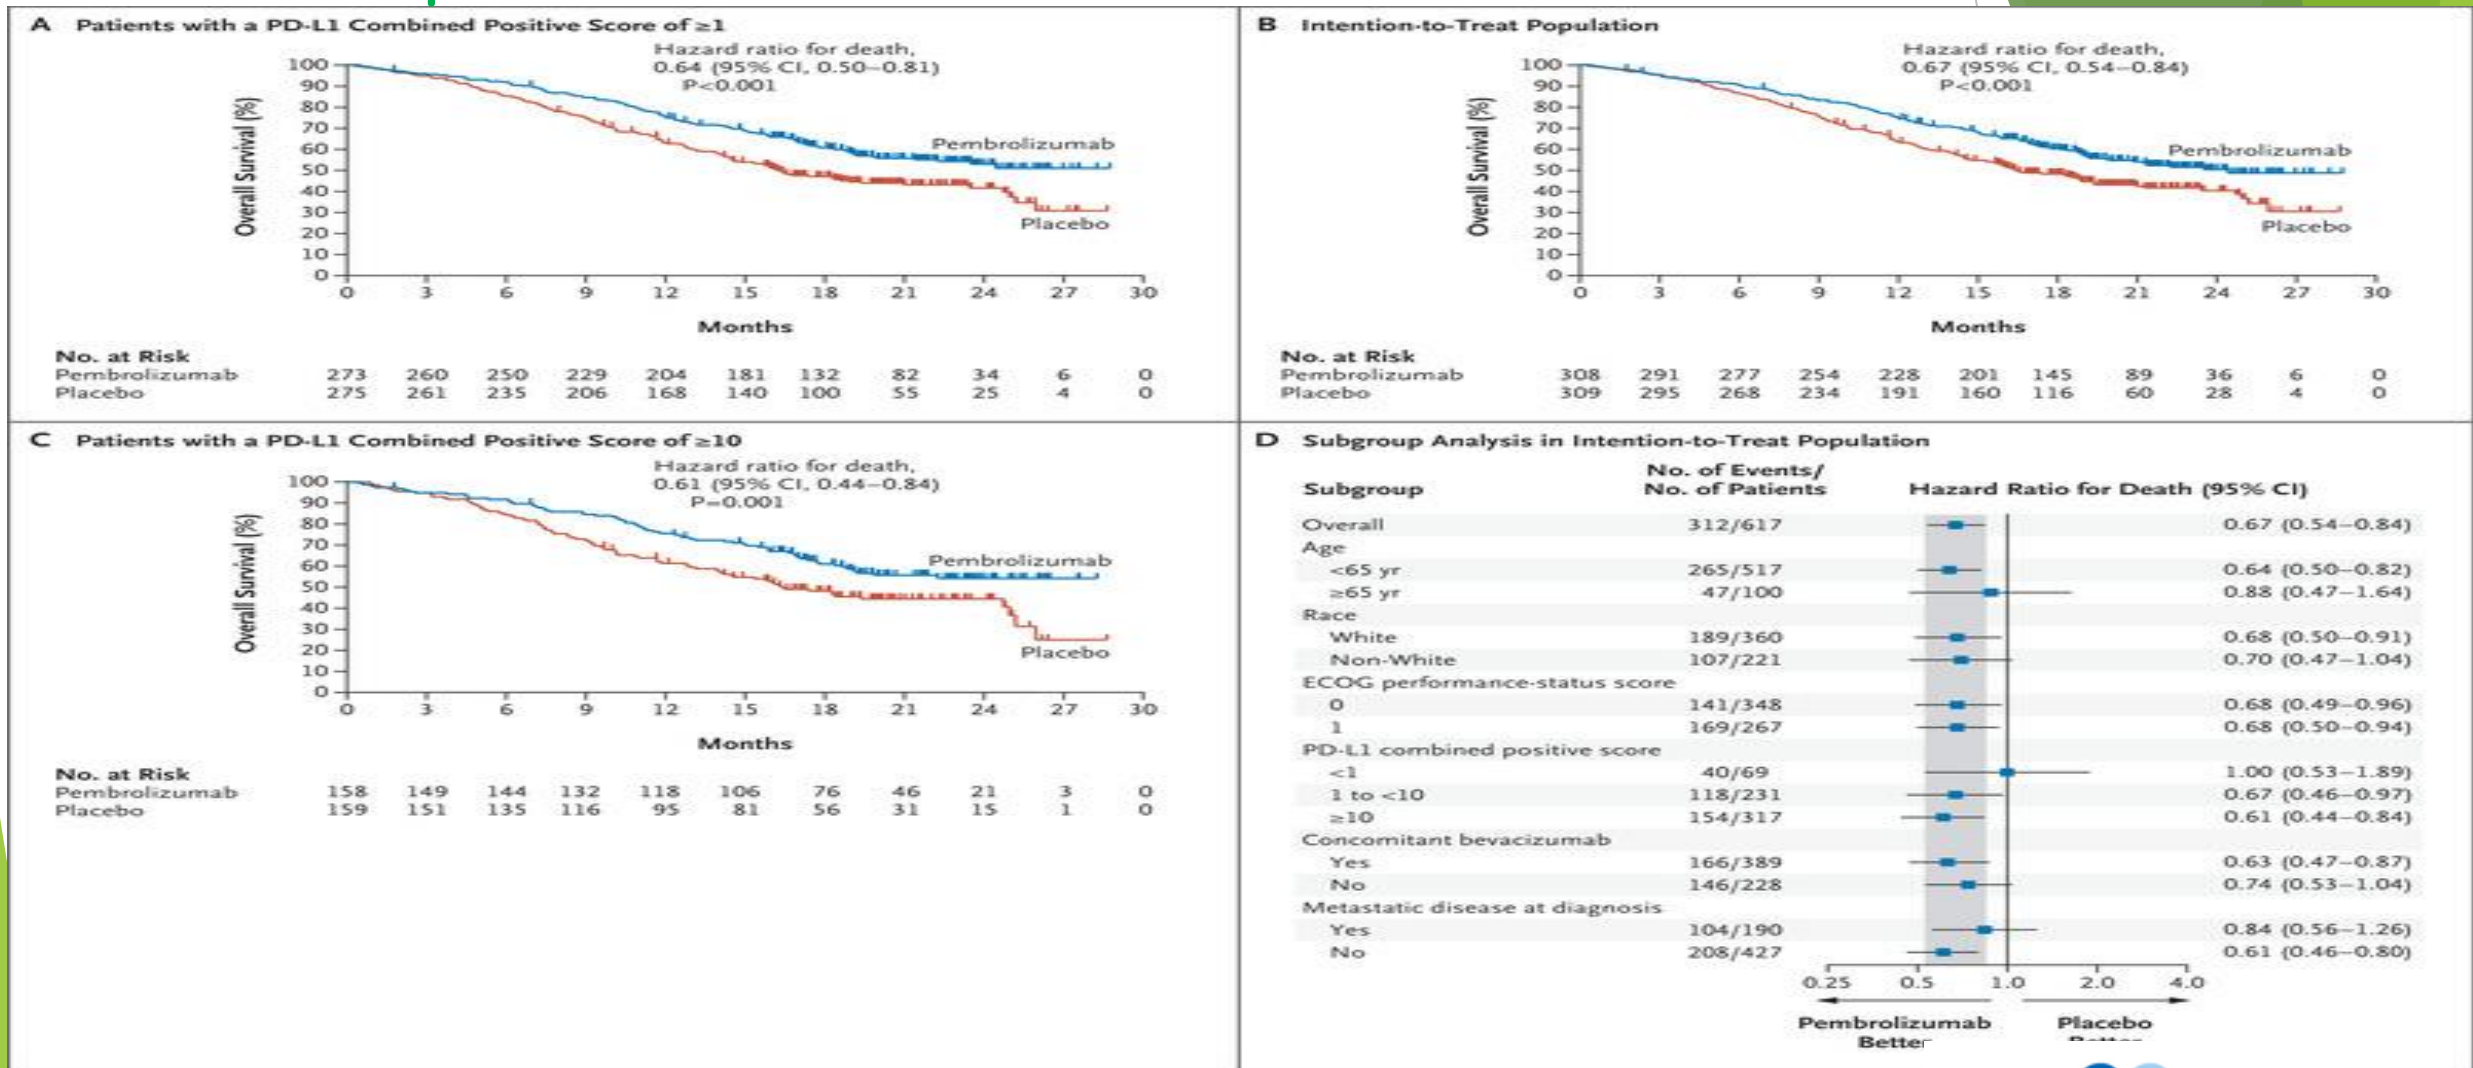 A Patients with a PD-L1 Combined Positive Score of ≥1
Hazard ratio for death,
0.64 (95% CI, 0.50–0.81)
P<0.001
Overall Survival (%)
100
90
80
70
60
50
40
30
20
10
0
Pembrolizumab
Placebo
0 3 6 9 12 15 18 21 24 27 30
Months
No. at Risk
Pembrolizumab 273 260 250 229 204 181 132 82 34 6 0
Placebo 275 261 235 206 168 140 100 55 25 4 0
B Intention-to-Treat Population
Hazard ratio for death,
0.67 (95% CI, 0.54–0.84)
P<0.001
Overall Survival (%)
100
90
80
70
60
50
40
30
20
10
0
Pembrolizumab
Placebo
0 3 6 9 12 15 18 21 24 27 30
Months
No. at Risk
Pembrolizumab 308 291 277 254 228 201 145 89 36 6 0
Placebo 309 295 268 234 191 160 116 60 28 4 0
C Patients with a PD-L1 Combined Positive Score of ≥10
Hazard ratio for death,
0.61 (95% CI, 0.44–0.84)
P=0.001
Overall Survival (%)
100
90
80
70
60
50
40
30
20
10
0
Pembrolizumab
Placebo
0 3 6 9 12 15 18 21 24 27 30
Months
No. at Risk
Pembrolizumab 158 149 144 132 118 106 76 46 21 3 0
Placebo 159 151 135 116 95 81 56 31 15 1 0
D Subgroup Analysis in Intention-to-Treat Population
No. of Events/
Subgroup No. of Patients Hazard Ratio for Death (95% CI)
Overall 312/617 0.67 (0.54–0.84)
Age
<65 yr 265/517 0.64 (0.50–0.82)
≥65 yr 47/100 0.88 (0.47–1.64)
Race
White 189/360 0.68 (0.50–0.91)
Non-White 107/221 0.70 (0.47–1.04)
ECOG performance-status score
0 141/348 0.68 (0.49–0.96)
1 169/267 0.68 (0.50–0.94)
PD-L1 combined positive score
<1 40/69 1.00 (0.53–1.89)
1 to <10 118/231 0.67 (0.46–0.97)
≥10 154/317 0.61 (0.44–0.84)
Concomitant bevacizumab
Yes 166/389 0.63 (0.47–0.87)
No 146/228 0.74 (0.53–1.04)
Metastatic disease at diagnosis
Yes 104/190 0.84 (0.56–1.26)
No 208/427 0.61 (0.46–0.80)
0.25 0.5 1.0 2.0 4.0
Pembrolizumab Placebo
Better